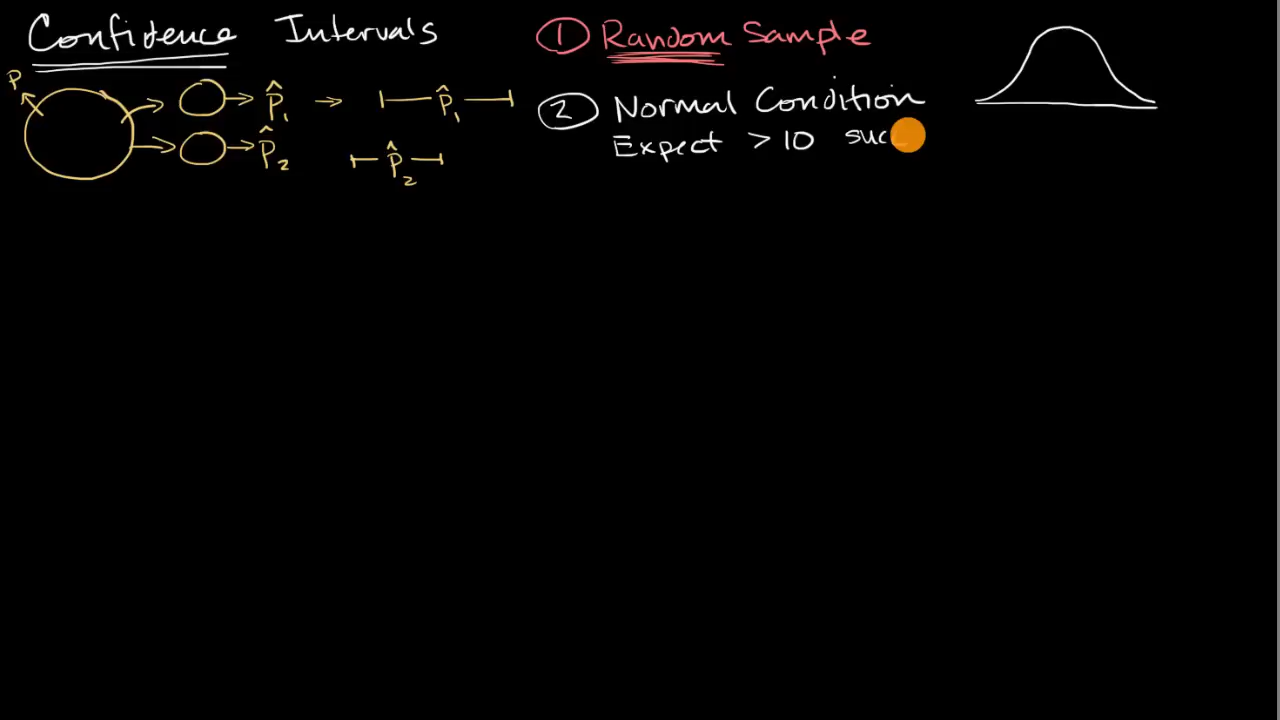 Confidence Intervals
P
P̂₁ → P̂₁
P̂₂ P̂₂
① Random Sample
② Normal Condition
Expect > 10 suc